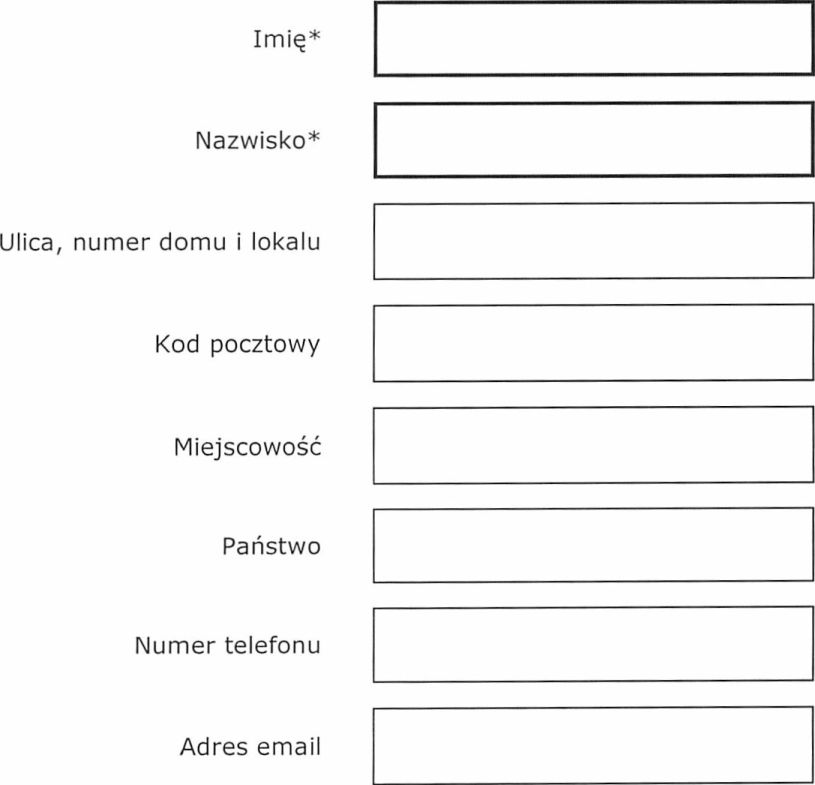 Imię*
Nazwisko*
Ulica, numer domu i lokalu
Kod pocztowy
Miejscowość
Państwo
Numer telefonu
Adres email